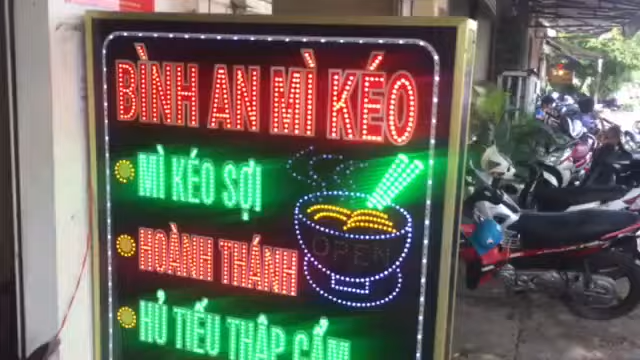 BÌNH AN MÌ KÉO
MÌ KÉO SỢI
OPEN
HOÀNH THÁNH
HỦ TIẾU THẬP CẨM